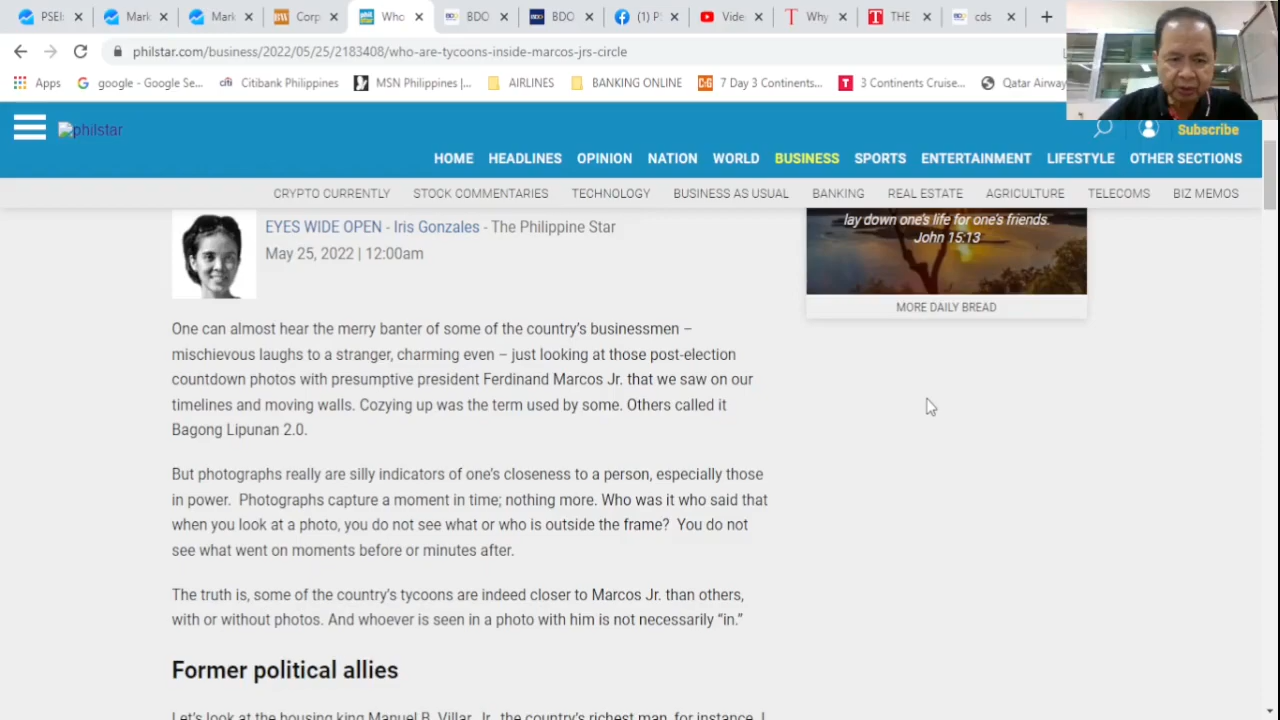 PSE:
Mark
Mark
BW
Corp
Who
BDO
BDO
(1) P
Vide
Why
THE
cds
philstar.com/business/2022/05/25/2183408/who-are-tycoons-inside-marcos-jrs-circle
Apps
google - Google Se...
citi
Citibank Philippines
MSN Philippines |...
AIRLINES
BANKING ONLINE
7 Day 3 Continents...
3 Continents Cruise...
Qatar Airway
philstar
Subscribe
HOME HEADLINES OPINION NATION WORLD BUSINESS SPORTS ENTERTAINMENT LIFESTYLE OTHER SECTIONS
CRYPTO CURRENTLY STOCK COMMENTARIES TECHNOLOGY BUSINESS AS USUAL BANKING REAL ESTATE AGRICULTURE TELECOMS BIZ MEMOS
EYES WIDE OPEN - Iris Gonzales - The Philippine Star
May 25, 2022 | 12:00am
lay down one's life for one's friends.
John 15:13
MORE DAILY BREAD
One can almost hear the merry banter of some of the country's businessmen –
mischievous laughs to a stranger, charming even – just looking at those post-election
countdown photos with presumptive president Ferdinand Marcos Jr. that we saw on our
timelines and moving walls. Cozying up was the term used by some. Others called it
Bagong Lipunan 2.0.
But photographs really are silly indicators of one's closeness to a person, especially those
in power. Photographs capture a moment in time; nothing more. Who was it who said that
when you look at a photo, you do not see what or who is outside the frame? You do not
see what went on moments before or minutes after.
The truth is, some of the country's tycoons are indeed closer to Marcos Jr. than others,
with or without photos. And whoever is seen in a photo with him is not necessarily “in.”
Former political allies
Let's look at the housing king Manuel B. Villar, Jr., the country's richest man, for instance. I